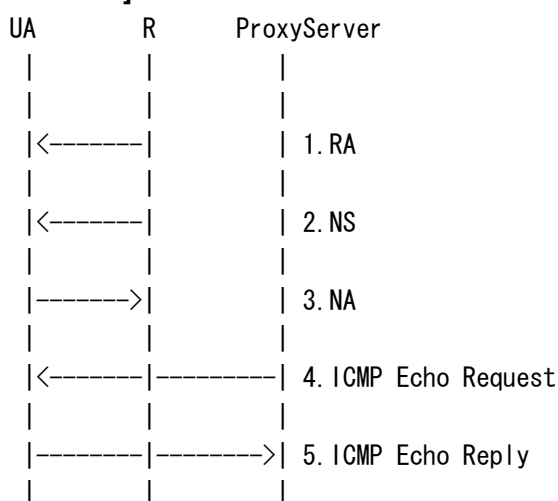 UA R ProxyServer
| | |
| | |
|<-------| | 1.RA
| | |
|<-------| | 2.NS
| | |
|------->| | 3.NA
| | |
|<-------|---------| 4.ICMP Echo Request
| | |
|--------|-------->| 5.ICMP Echo Reply
| | |